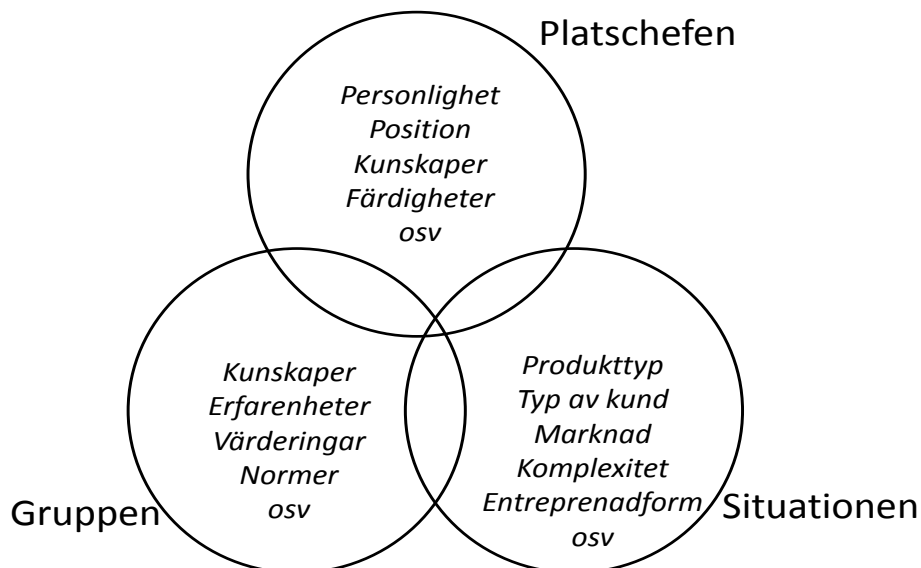 Platschefen
Personlighet
Position
Kunskaper
Färdigheter
osv
Kunskaper
Erfarenheter
Värderingar
Normer
osv
Gruppen
Produkttyp
Typ av kund
Marknad
Komplexitet
Entreprenadform
osv
Situationen